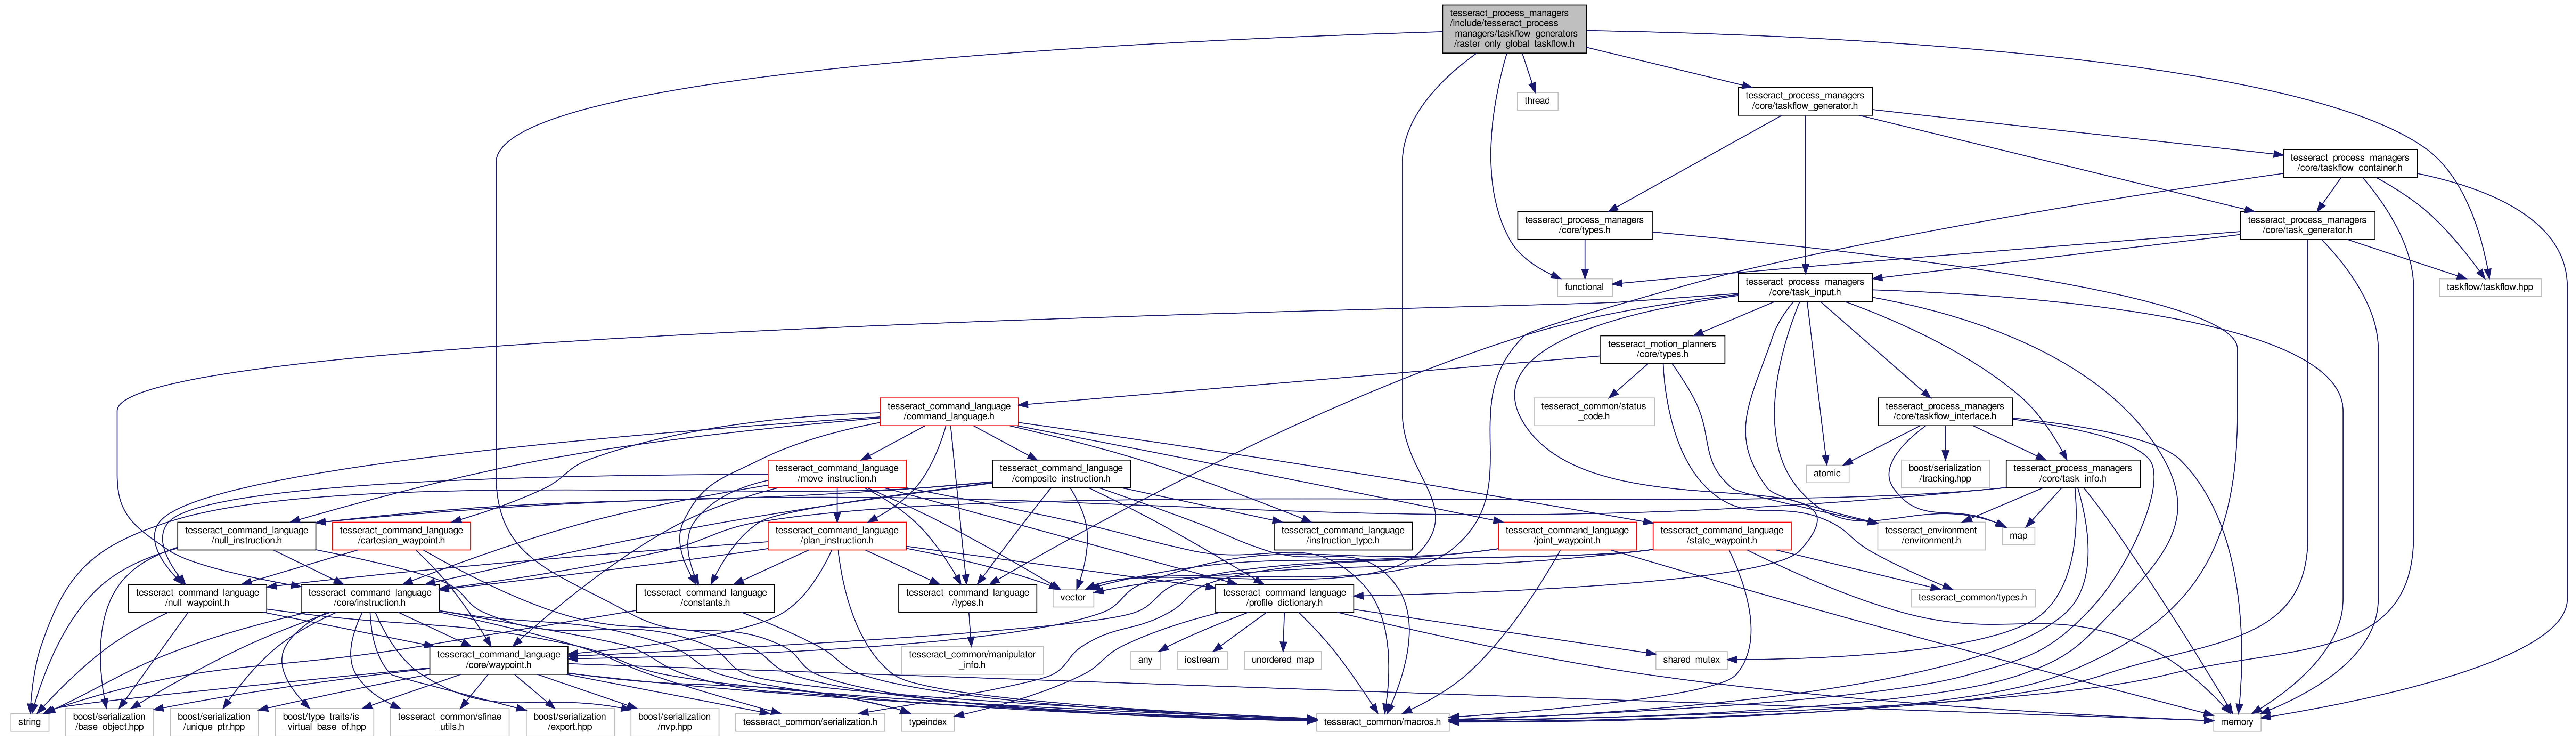 tesseract_process_managers
/include/tesseract_process
_managers/taskflow_generators
/raster_only_global_taskflow.h
thread
tesseract_process_managers
/core/taskflow_generator.h
tesseract_process_managers
/core/taskflow_container.h
tesseract_process_managers
/core/types.h
tesseract_process_managers
/core/task_generator.h
functional
tesseract_process_managers
/core/task_input.h
taskflow/taskflow.hpp
tesseract_motion_planners
/core/types.h
tesseract_command_language
/command_language.h
tesseract_common/status
_code.h
tesseract_process_managers
/core/taskflow_interface.h
tesseract_command_language
/move_instruction.h
tesseract_command_language
/composite_instruction.h
atomic
boost/serialization
/tracking.hpp
tesseract_process_managers
/core/task_info.h
tesseract_command_language
/null_instruction.h
tesseract_command_language
/cartesian_waypoint.h
tesseract_command_language
/plan_instruction.h
tesseract_command_language
/instruction_type.h
tesseract_command_language
/joint_waypoint.h
tesseract_command_language
/state_waypoint.h
tesseract_environment
/environment.h
map
tesseract_command_language
/null_waypoint.h
tesseract_command_language
/core/instruction.h
tesseract_command_language
/constants.h
tesseract_command_language
/types.h
vector
tesseract_command_language
/profile_dictionary.h
tesseract_common/types.h
tesseract_command_language
/core/waypoint.h
tesseract_common/manipulator
_info.h
any
iostream
unordered_map
shared_mutex
string
boost/serialization
/base_object.hpp
boost/serialization
/unique_ptr.hpp
boost/type_traits/is
_virtual_base_of.hpp
tesseract_common/sfinae
_utils.h
boost/serialization
/export.hpp
boost/serialization
/nvp.hpp
tesseract_common/serialization.h
typeindex
tesseract_common/macros.h
memory